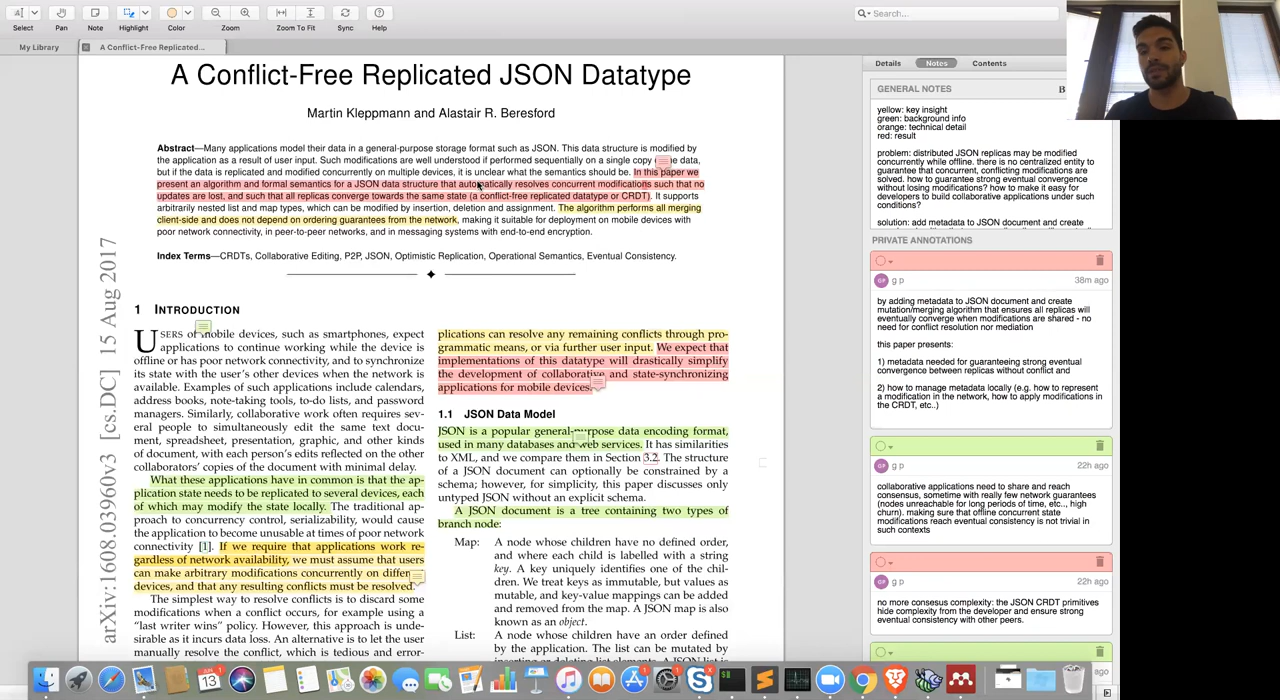 Select
Pan
Note
Highlight
Color
Zoom
Zoom To Fit
Sync
Help
Search...
My Library
A Conflict-Free Replicated...
A Conflict-Free Replicated JSON Datatype
Martin Kleppmann and Alastair R. Beresford
Abstract—Many applications model their data in a general-purpose storage format such as JSON. This data structure is modified by
the application as a result of user input. Such modifications are well understood if performed sequentially on a single copy data,
but if the data is replicated and modified concurrently on multiple devices, it is unclear what the semantics should be. In this paper we
present an algorithm and formal semantics for a JSON data structure that automatically resolves concurrent modifications such that no
updates are lost, and such that all replicas converge towards the same state (a conflict-free replicated datatype or CRDT). It supports
arbitrarily nested list and map types, which can be modified by insertion, deletion and assignment. The algorithm performs all merging
client-side and does not depend on ordering guarantees from the network, making it suitable for deployment on mobile devices with
poor network connectivity, in peer-to-peer networks, and in messaging systems with end-to-end encryption.
Index Terms—CRDTs, Collaborative Editing, P2P, JSON, Optimistic Replication, Operational Semantics, Eventual Consistency.
arXiv:1608.03960v3 [cs.DC] 15 Aug 2017
1 INTRODUCTION
USERS of mobile devices, such as smartphones, expect
applications to continue working while the device is
offline or has poor network connectivity, and to synchronize
its state with the user's other devices when the network is
available. Examples of such applications include calendars,
address books, note-taking tools, to-do lists, and password
managers. Similarly, collaborative work often requires sev-
eral people to simultaneously edit the same text docu-
ment, spreadsheet, presentation, graphic, and other kinds
of document, with each person's edits reflected on the other
collaborators' copies of the document with minimal delay.
What these applications have in common is that the ap-
plication state needs to be replicated to several devices, each
of which may modify the state locally. The traditional ap-
proach to concurrency control, serializability, would cause
the application to become unusable at times of poor network
connectivity [1]. If we require that applications work re-
gardless of network availability, we must assume that users
can make arbitrary modifications concurrently on differ
devices, and that any resulting conflicts must be resolved.
The simplest way to resolve conflicts is to discard some
modifications when a conflict occurs, for example using a
"last writer wins" policy. However, this approach is unde-
sirable as it incurs data loss. An alternative is to let the user
manually resolve the conflict, which is tedious and error-
plications can resolve any remaining conflicts through pro-
grammatic means, or via further user input. We expect that
implementations of this datatype will drastically simplify
the development of collaborative and state-synchronizing
applications for mobile devices.
1.1 JSON Data Model
JSON is a popular general-purpose data encoding format,
used in many databases and web services. It has similarities
to XML, and we compare them in Section 3.2. The structure
of a JSON document can optionally be constrained by a
schema; however, for simplicity, this paper discusses only
untyped JSON without an explicit schema.
A JSON document is a tree containing two types of
branch node:
Map: A node whose children have no defined order,
and where each child is labelled with a string
key. A key uniquely identifies one of the chil-
dren. We treat keys as immutable, but values as
mutable, and key-value mappings can be added
and removed from the map. A JSON map is also
known as an object.
List: A node whose children have an order defined
by the application. The list can be mutated by
Details
Notes
Contents
GENERAL NOTES
B
yellow: key insight
green: background info
orange: technical detail
red: result
problem: distributed JSON replicas may be modified
concurrently while offline. there is no centralized entity to
guarantee that concurrent, conflicting modifications are
solved. how to guarantee strong eventual convergence
without losing modifications? how to make it easy for
developers to build collaborative applications under such
conditions?
solution: add metadata to JSON document and create
PRIVATE ANNOTATIONS
GP g p 38m ago
by adding metadata to JSON document and create
mutation/merging algorithm that ensures all replicas will
eventually converge when modifications are shared - no
need for conflict resolution nor mediation
this paper presents:
1) metadata needed for guaranteeing strong eventual
convergence between replicas without conflict and
2) how to manage metadata locally (e.g. how to represent
a modification in the network, how to apply modifications in
the CRDT, etc..)
GP g p 22h ago
collaborative applications need to share and reach
consensus, sometime with really few network guarantees
(nodes unreachable for long periods of time, etc.., high
churn). making sure that offline concurrent state
modifications reach eventual consistency is not trivial in
such contexts
GP g p 22h ago
no more consesus complexity: the JSON CRDT primitives
hide complexity from the developer and ensure strong
eventual consistency with other peers.
ago
JUN
13